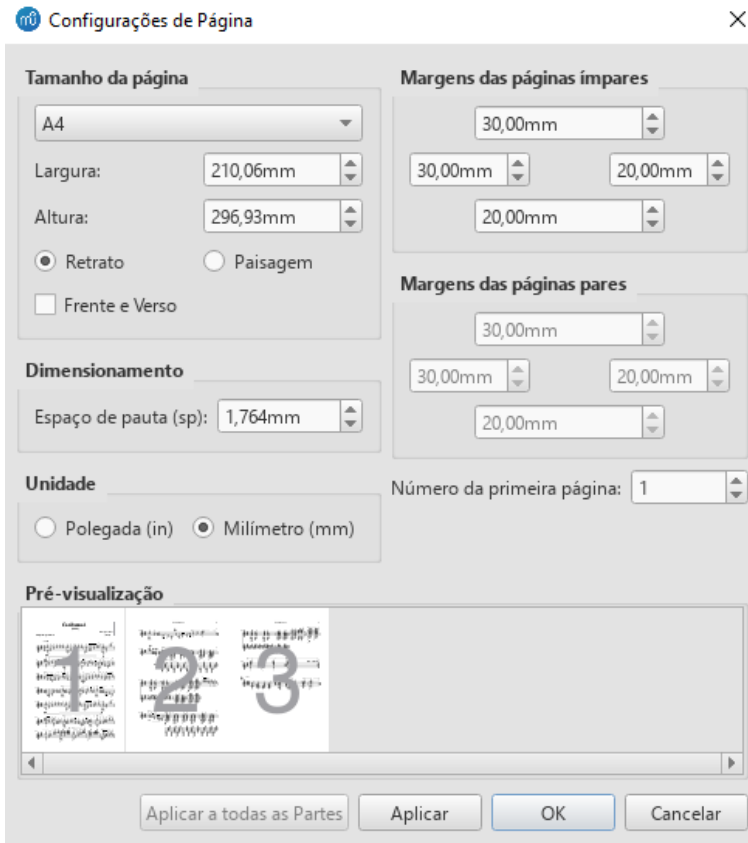 Configurações de Página
Tamanho da página
A4
Largura: 210,06mm
Altura: 296,93mm
Retrato Paisagem
Frente e Verso
Dimensionamento
Espaço de pauta (sp): 1,764mm
Unidade
Polegada (in) Milímetro (mm)
Margens das páginas ímpares
30,00mm
30,00mm 20,00mm
20,00mm
Margens das páginas pares
30,00mm
30,00mm 20,00mm
20,00mm
Número da primeira página: 1
Pré-visualização
1 2 3
Aplicar a todas as Partes Aplicar OK Cancelar